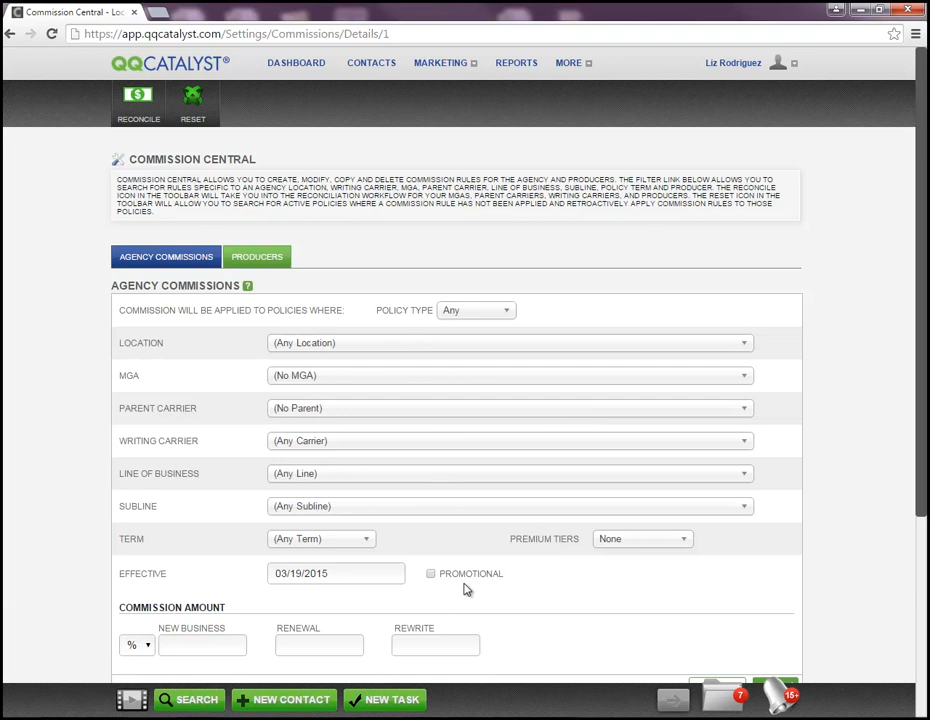 Commission Central - Loc
https://app.qqcatalyst.com/Settings/Commissions/Details/1
QQCATALYST® DASHBOARD CONTACTS MARKETING REPORTS MORE Liz Rodriguez
RECONCILE RESET
COMMISSION CENTRAL
COMMISSION CENTRAL ALLOWS YOU TO CREATE, MODIFY, COPY AND DELETE COMMISSION RULES FOR THE AGENCY AND PRODUCERS. THE FILTER LINK BELOW ALLOWS YOU TO
SEARCH FOR RULES SPECIFIC TO AN AGENCY LOCATION, WRITING CARRIER, MGA, PARENT CARRIER, LINE OF BUSINESS, SUBLINE, POLICY TERM AND PRODUCER. THE RECONCILE
ICON IN THE TOOLBAR WILL TAKE YOU INTO THE RECONCILIATION WORKFLOW FOR YOUR MGAS, PARENT CARRIERS, WRITING CARRIERS, AND PRODUCERS. THE RESET ICON IN THE
TOOLBAR WILL ALLOW YOU TO SEARCH FOR ACTIVE POLICIES WHERE A COMMISSION RULE HAS NOT BEEN APPLIED AND RETROACTIVELY APPLY COMMISSION RULES TO THOSE
POLICIES.
AGENCY COMMISSIONS PRODUCERS
AGENCY COMMISSIONS ?
COMMISSION WILL BE APPLIED TO POLICIES WHERE: POLICY TYPE Any
LOCATION (Any Location)
MGA (No MGA)
PARENT CARRIER (No Parent)
WRITING CARRIER (Any Carrier)
LINE OF BUSINESS (Any Line)
SUBLINE (Any Subline)
TERM (Any Term) PREMIUM TIERS None
EFFECTIVE 03/19/2015 PROMOTIONAL
COMMISSION AMOUNT
NEW BUSINESS RENEWAL REWRITE
%
SEARCH NEW CONTACT NEW TASK 7 15+